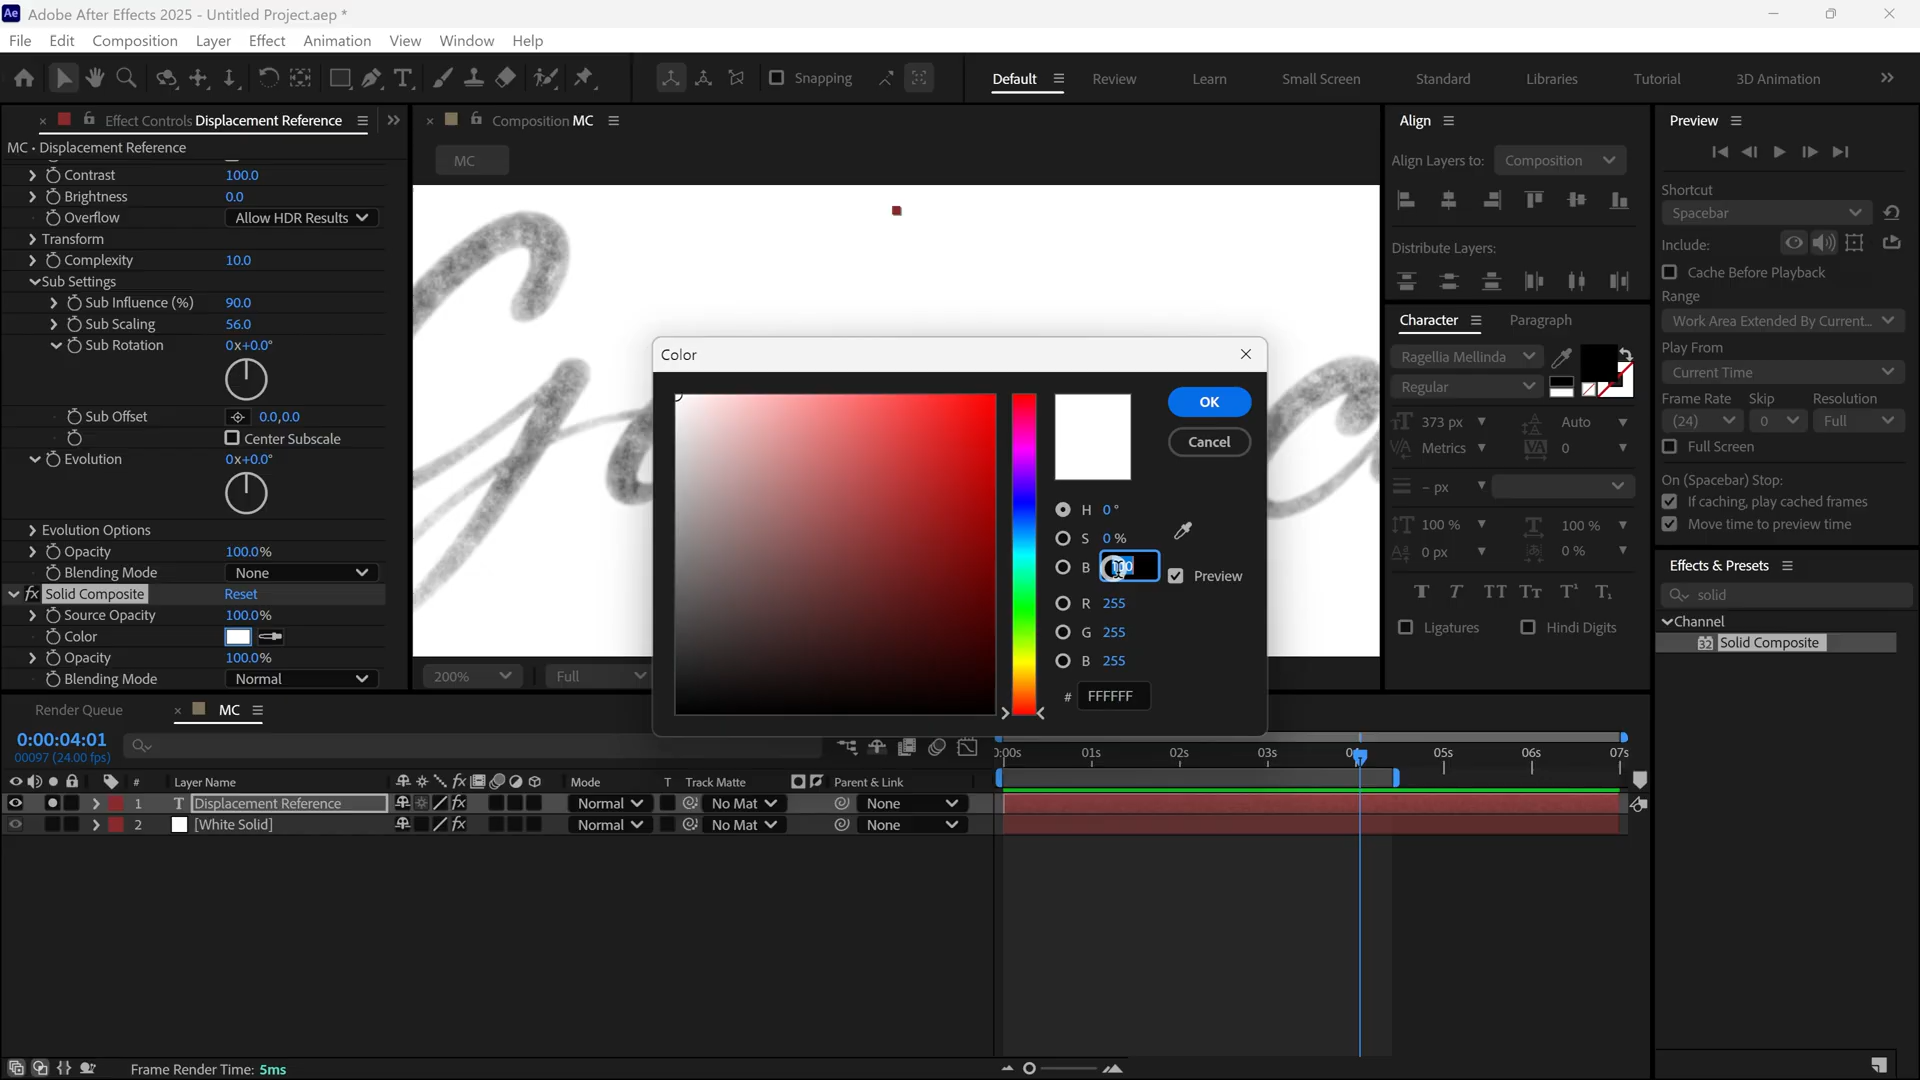 Ae Adobe After Effects 2025 - Untitled Project.aep *
File Edit Composition Layer Effect Animation View Window Help
Snapping
Default Review Learn Small Screen Standard Libraries Tutorial 3D Animation
Effect Controls Displacement Reference
MC • Displacement Reference
Contrast 100.0
Brightness 0.0
Overflow Allow HDR Results
Transform
Complexity 10.0
Sub Settings
Sub Influence (%) 90.0
Sub Scaling 56.0
Sub Rotation 0x+0.0°
Sub Offset 0.0,0.0
Center Subscale
Evolution 0x+0.0°
Evolution Options
Opacity 100.0%
Blending Mode None
fx Solid Composite Reset
Source Opacity 100.0%
Color
Opacity 100.0%
Blending Mode Normal
Composition MC
MC
200% Full
Color
OK
Cancel
H 0°
S 0 %
B 100
Preview
R 255
G 255
B 255
# FFFFFF
Align
Align Layers to: Composition
Distribute Layers:
Character Paragraph
Ragellia Mellinda
Regular
373 px Auto
Metrics 0
- px
100 % 100 %
0 px 0 %
T T TT Tt T¹ T₁
Ligatures Hindi Digits
Preview
Shortcut
Spacebar
Include:
Cache Before Playback
Range
Work Area Extended By Current...
Play From
Current Time
Frame Rate Skip Resolution
(24) 0 Full
Full Screen
On (Spacebar) Stop:
If caching, play cached frames
Move time to preview time
Effects & Presets
solid
Channel
32 Solid Composite
Render Queue MC
0:00:04:01
00097 (24.00 fps)
# Layer Name fx Mode T Track Matte Parent & Link
1 T Displacement Reference fx Normal No Mat None
2 [White Solid] fx Normal No Mat None
):00s 01s 02s 03s 05s 06s 07s
Frame Render Time: 5ms